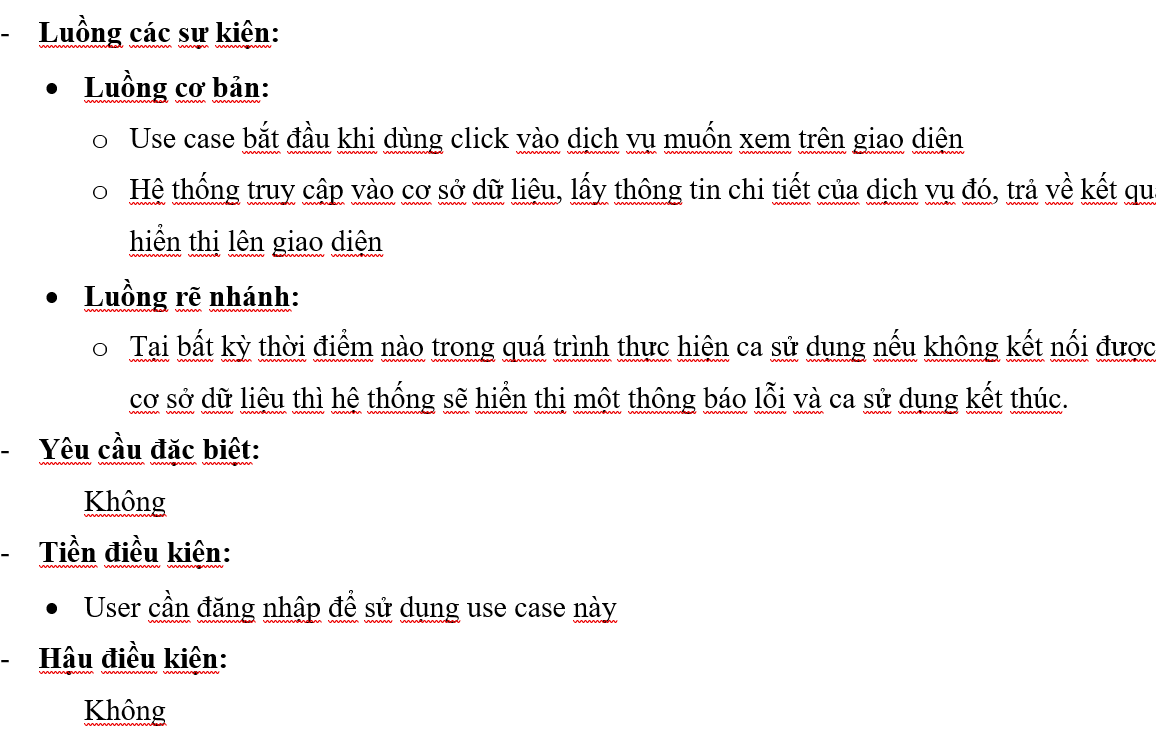 - Luồng các sự kiện:
• Luồng cơ bản:
o Use case bắt đầu khi dùng click vào dịch vụ muốn xem trên giao diện
o Hệ thống truy cập vào cơ sở dữ liệu, lấy thông tin chi tiết của dịch vụ đó, trả về kết
hiển thị lên giao diện
• Luồng rẽ nhánh:
o Tại bất kỳ thời điểm nào trong quá trình thực hiện ca sử dụng nếu không kết nối được
cơ sở dữ liệu thì hệ thống sẽ hiển thị một thông báo lỗi và ca sử dụng kết thúc.
- Yêu cầu đặc biệt:
Không
- Tiền điều kiện:
• User cần đăng nhập để sử dụng use case này
- Hậu điều kiện:
Không